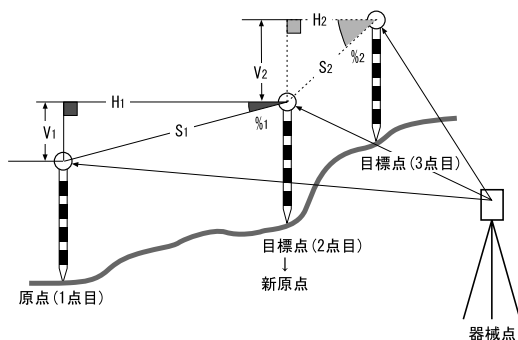 H₂
V₂
S₂
%2
H₁
V₁
S₁
%1
目標点(3点目)
目標点(2点目)
↓
新原点
原点(1点目)
器械点